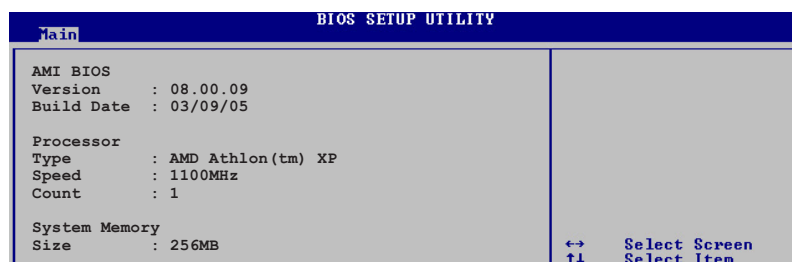 BIOS SETUP UTILITY
Main
AMI BIOS
Version : 08.00.09
Build Date : 03/09/05
Processor
Type : AMD Athlon(tm) XP
Speed : 1100MHz
Count : 1
System Memory
Size : 256MB
↔ Select Screen
↑↓ Select Item